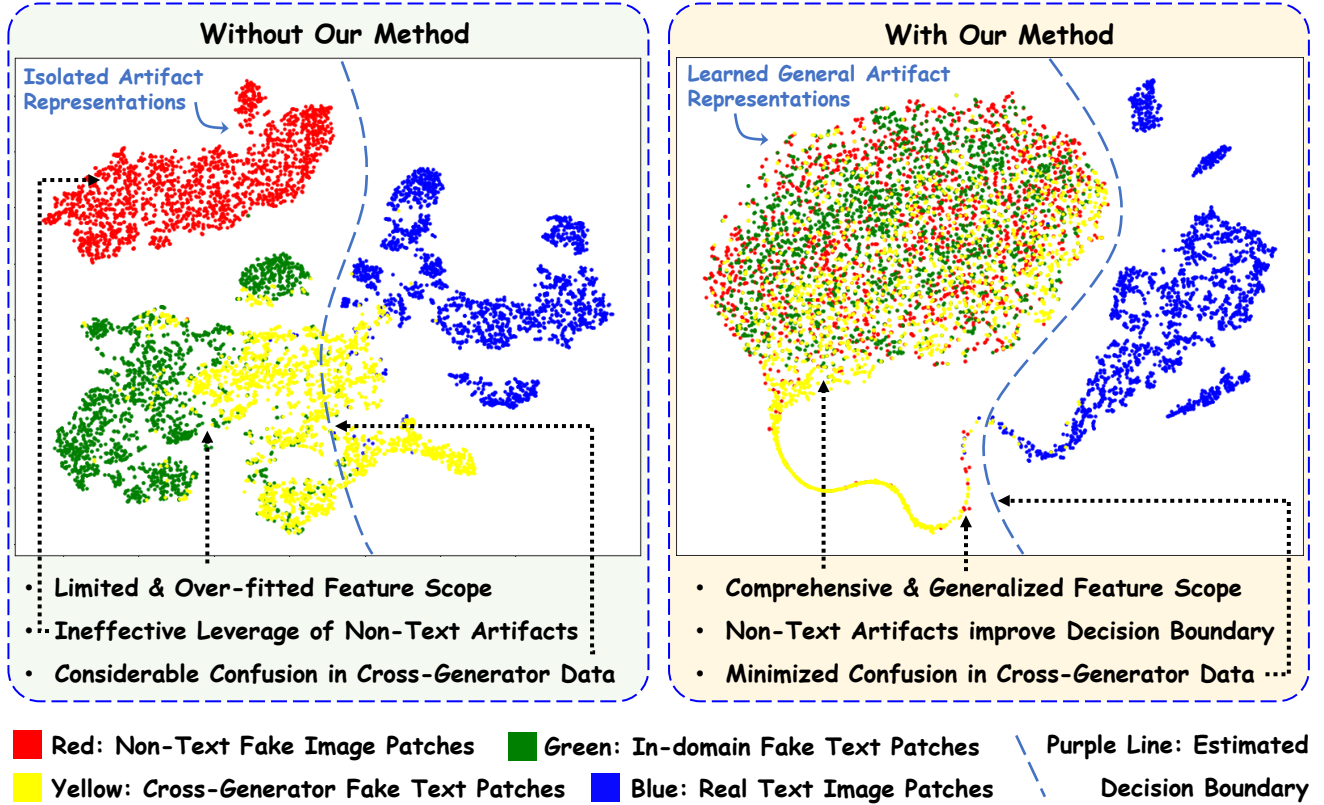 Without Our Method
Isolated Artifact
Representations
• Limited & Over-fitted Feature Scope
• Ineffective Leverage of Non-Text Artifacts
• Considerable Confusion in Cross-Generator Data
With Our Method
Learned General Artifact
Representations
• Comprehensive & Generalized Feature Scope
• Non-Text Artifacts improve Decision Boundary
• Minimized Confusion in Cross-Generator Data
Red: Non-Text Fake Image Patches
Green: In-domain Fake Text Patches
Yellow: Cross-Generator Fake Text Patches
Blue: Real Text Image Patches
Purple Line: Estimated
Decision Boundary